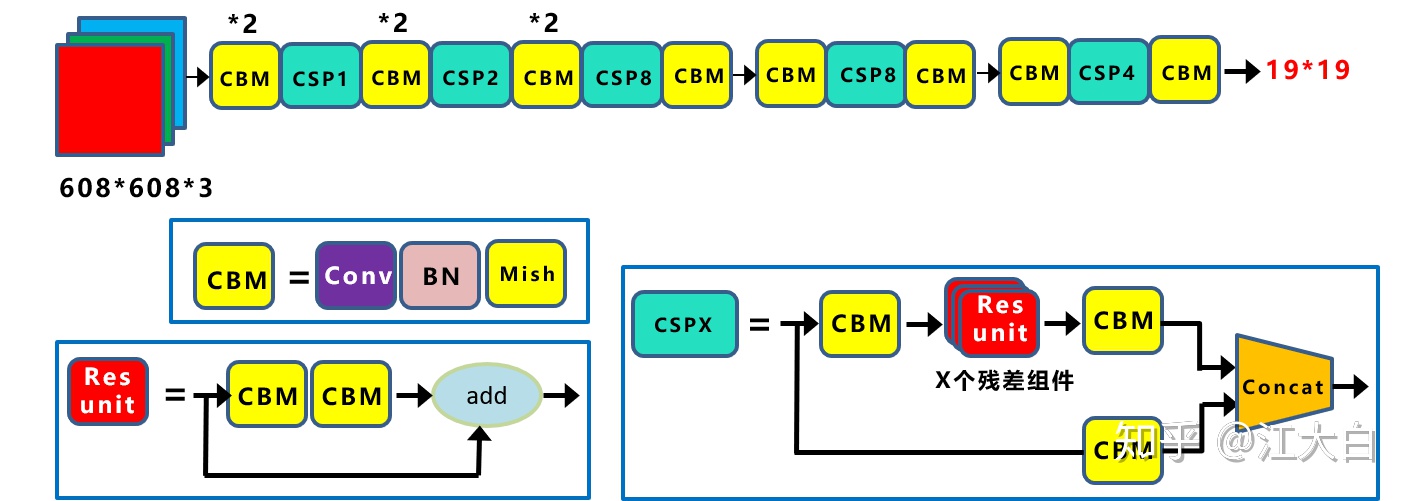 *2 *2 *2
CBM CSP1 CBM CSP2 CBM CSP8 CBM CBM CSP8 CBM CBM CSP4 CBM 19*19
608*608*3
CBM = Conv BN Mish
Res
unit
= CBM CBM add
CSPX = CBM
Res
unit
CBM
X个残差组件
Concat
CBM
知乎 @江大白